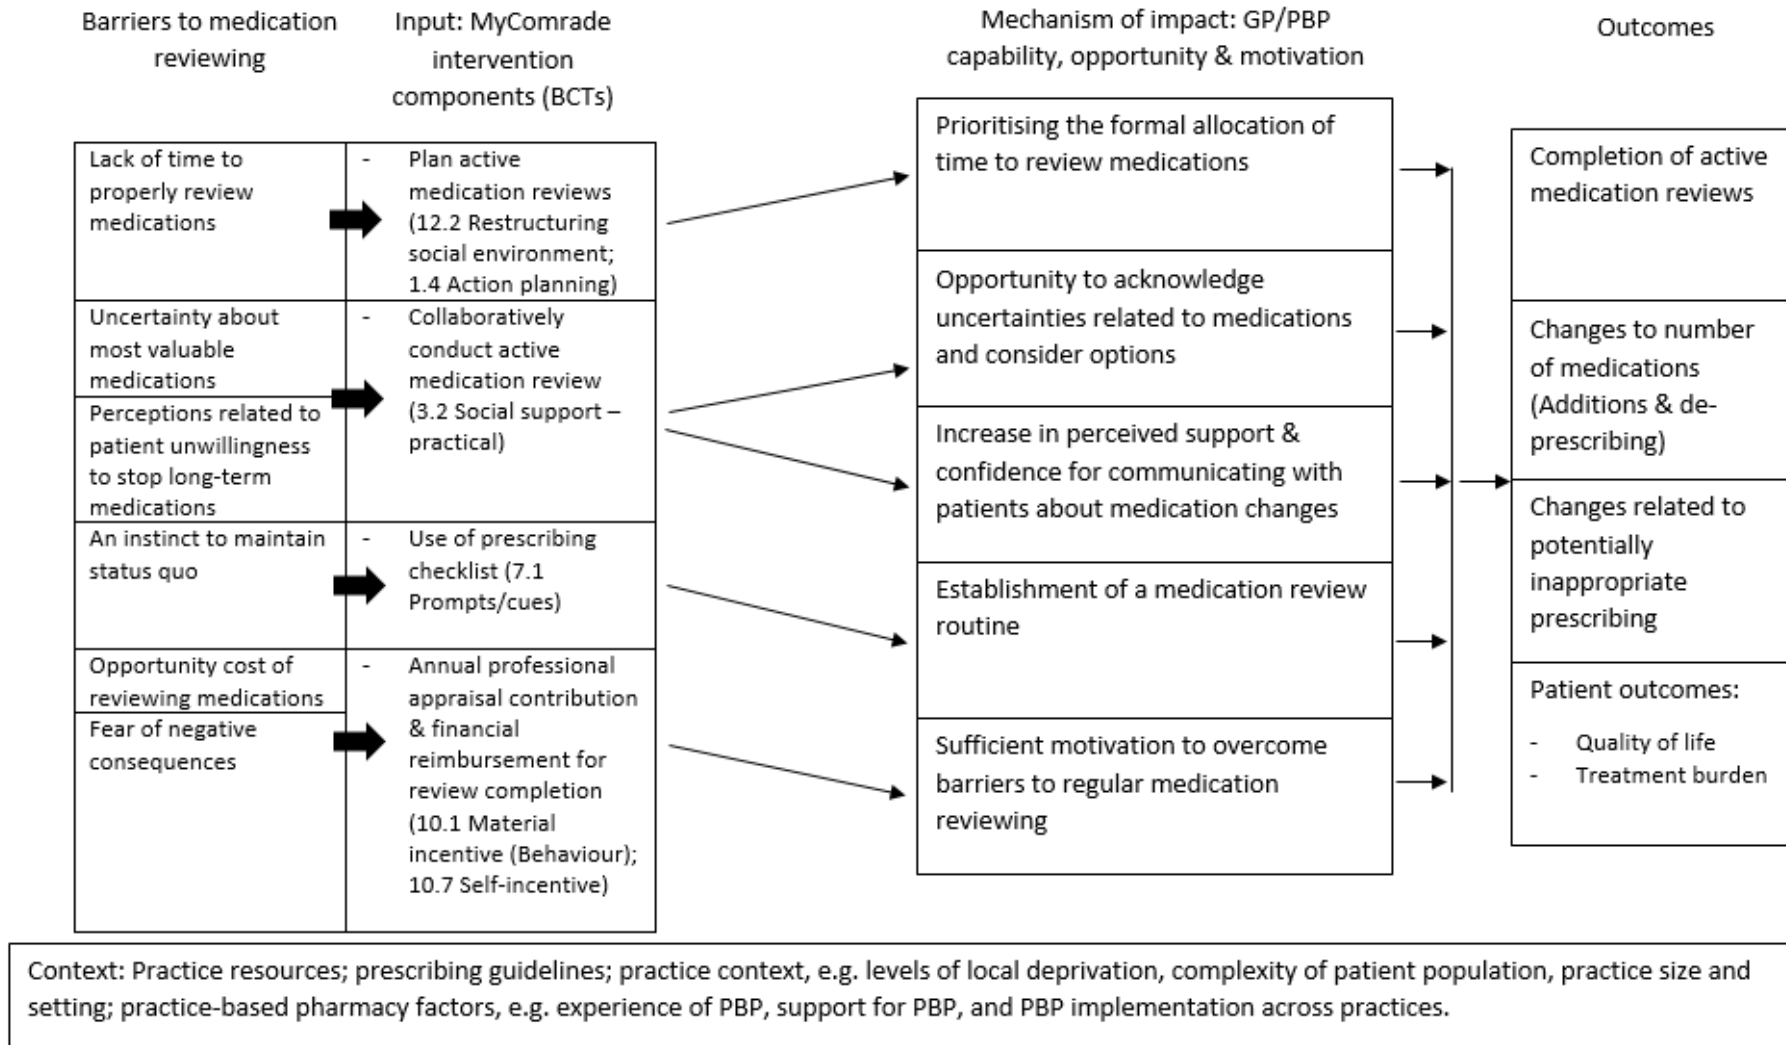 Barriers to medication
reviewing
Input: MyComrade
intervention
components (BCTs)
Mechanism of impact: GP/PBP
capability, opportunity & motivation
Outcomes
Lack of time to
properly review
medications
Uncertainty about
most valuable
medications
Perceptions related to
patient unwillingness
to stop long-term
medications
An instinct to maintain
status quo
Opportunity cost of
reviewing medications
Fear of negative
consequences
- Plan active
medication reviews
(12.2 Restructuring
social environment;
1.4 Action planning)
- Collaboratively
conduct active
medication review
(3.2 Social support –
practical)
- Use of prescribing
checklist (7.1
Prompts/cues)
- Annual professional
appraisal contribution
& financial
reimbursement for
review completion
(10.1 Material
incentive (Behaviour);
10.7 Self-incentive)
Prioritising the formal allocation of
time to review medications
Opportunity to acknowledge
uncertainties related to medications
and consider options
Increase in perceived support &
confidence for communicating with
patients about medication changes
Establishment of a medication review
routine
Sufficient motivation to overcome
barriers to regular medication
reviewing
Completion of active
medication reviews
Changes to number
of medications
(Additions & de-
prescribing)
Changes related to
potentially
inappropriate
prescribing
Patient outcomes:
- Quality of life
- Treatment burden
Context: Practice resources; prescribing guidelines; practice context, e.g. levels of local deprivation, complexity of patient population, practice size and
setting; practice-based pharmacy factors, e.g. experience of PBP, support for PBP, and PBP implementation across practices.